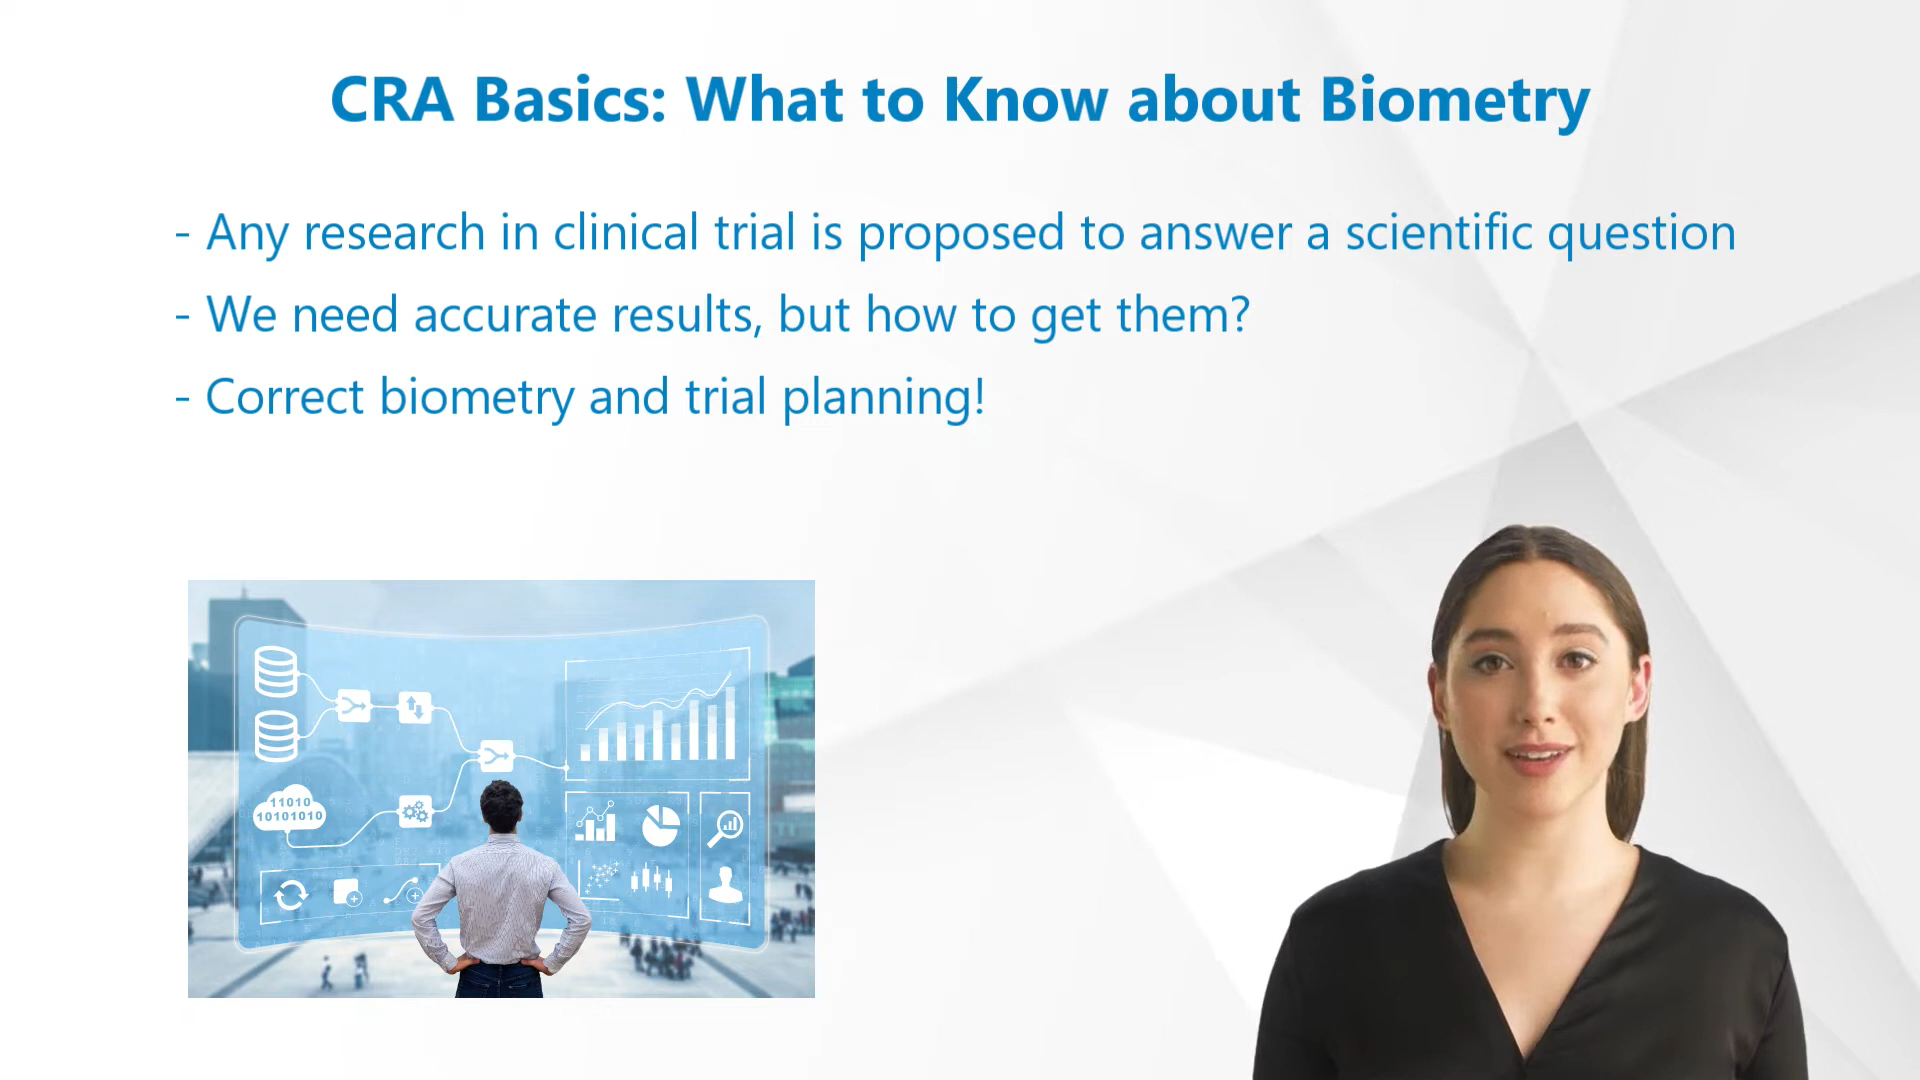 CRA Basics: What to Know about Biometry
- Any research in clinical trial is proposed to answer a scientific question
- We need accurate results, but how to get them?
- Correct biometry and trial planning!
11010
10101010